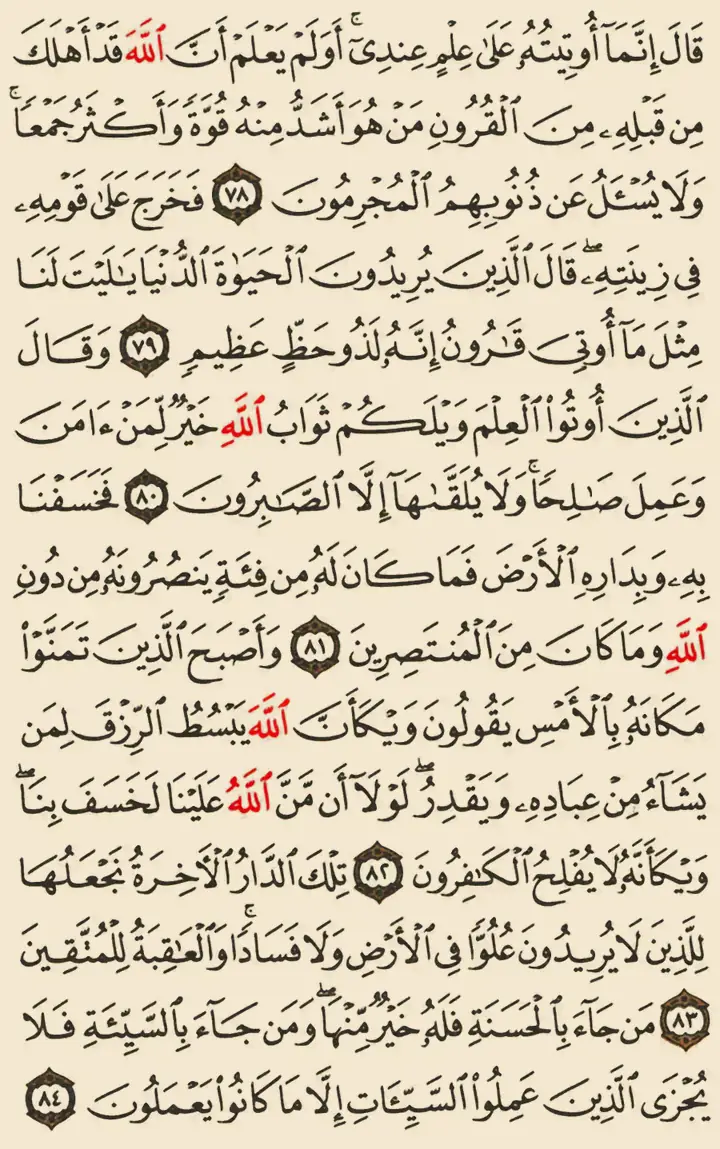 قَالَ إِنَّمَآ أُوتِيتُهُۥ عَلَىٰ عِلْمٍ عِندِىٓ ۚ أَوَلَمْ يَعْلَمْ أَنَّ ٱللَّهَ قَدْ أَهْلَكَ
مِن قَبْلِهِۦ مِنَ ٱلْقُرُونِ مَنْ هُوَ أَشَدُّ مِنْهُ قُوَّةً وَأَكْثَرُ جَمْعًا ۚ
وَلَا يُسْـَٔلُ عَن ذُنُوبِهِمُ ٱلْمُجْرِمُونَ ٧٨ فَخَرَجَ عَلَىٰ قَوْمِهِۦ
فِى زِينَتِهِۦ ۖ قَالَ ٱلَّذِينَ يُرِيدُونَ ٱلْحَيَوٰةَ ٱلدُّنْيَا يَـٰلَيْتَ لَنَا
مِثْلَ مَآ أُوتِىَ قَـٰرُونُ إِنَّهُۥ لَذُو حَظٍّ عَظِيمٍ ٧٩ وَقَالَ
ٱلَّذِينَ أُوتُوا۟ ٱلْعِلْمَ وَيْلَكُمْ ثَوَابُ ٱللَّهِ خَيْرٌ لِّمَنْ ءَامَنَ
وَعَمِلَ صَـٰلِحًا ۚ وَلَا يُلَقَّىٰهَآ إِلَّا ٱلصَّـٰبِرُونَ ٨٠ فَخَسَفْنَا
بِهِۦ وَبِدَارِهِ ٱلْأَرْضَ فَمَا كَانَ لَهُۥ مِن فِئَةٍ يَنصُرُونَهُۥ مِن دُونِ
ٱللَّهِ وَمَا كَانَ مِنَ ٱلْمُنتَصِرِينَ ٨١ وَأَصْبَحَ ٱلَّذِينَ تَمَنَّوْا۟
مَكَانَهُۥ بِٱلْأَمْسِ يَقُولُونَ وَيْكَأَنَّ ٱللَّهَ يَبْسُطُ ٱلرِّزْقَ لِمَن
يَشَآءُ مِنْ عِبَادِهِۦ وَيَقْدِرُ ۖ لَوْلَآ أَن مَّنَّ ٱللَّهُ عَلَيْنَا لَخَسَفَ بِنَا ۖ
وَيْكَأَنَّهُۥ لَا يُفْلِحُ ٱلْكَـٰفِرُونَ ٨٢ تِلْكَ ٱلدَّارُ ٱلْـَٔاخِرَةُ نَجْعَلُهَا
لِلَّذِينَ لَا يُرِيدُونَ عُلُوًّا فِى ٱلْأَرْضِ وَلَا فَسَادًا ۚ وَٱلْعَـٰقِبَةُ لِلْمُتَّقِينَ
٨٣ مَن جَآءَ بِٱلْحَسَنَةِ فَلَهُۥ خَيْرٌ مِّنْهَا ۖ وَمَن جَآءَ بِٱلسَّيِّئَةِ فَلَا
يُجْزَى ٱلَّذِينَ عَمِلُوا۟ ٱلسَّيِّـَٔاتِ إِلَّا مَا كَانُوا۟ يَعْمَلُونَ ٨٤